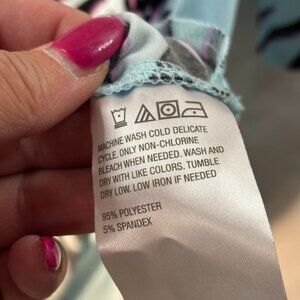 MACHINE WASH COLD DELICATE
CYCLE. ONLY NON-CHLORINE
BLEACH WHEN NEEDED. WASH AND
DRY WITH LIKE COLORS. TUMBLE
DRY LOW. LOW IRON IF NEEDED
95% POLYESTER
5% SPANDEX